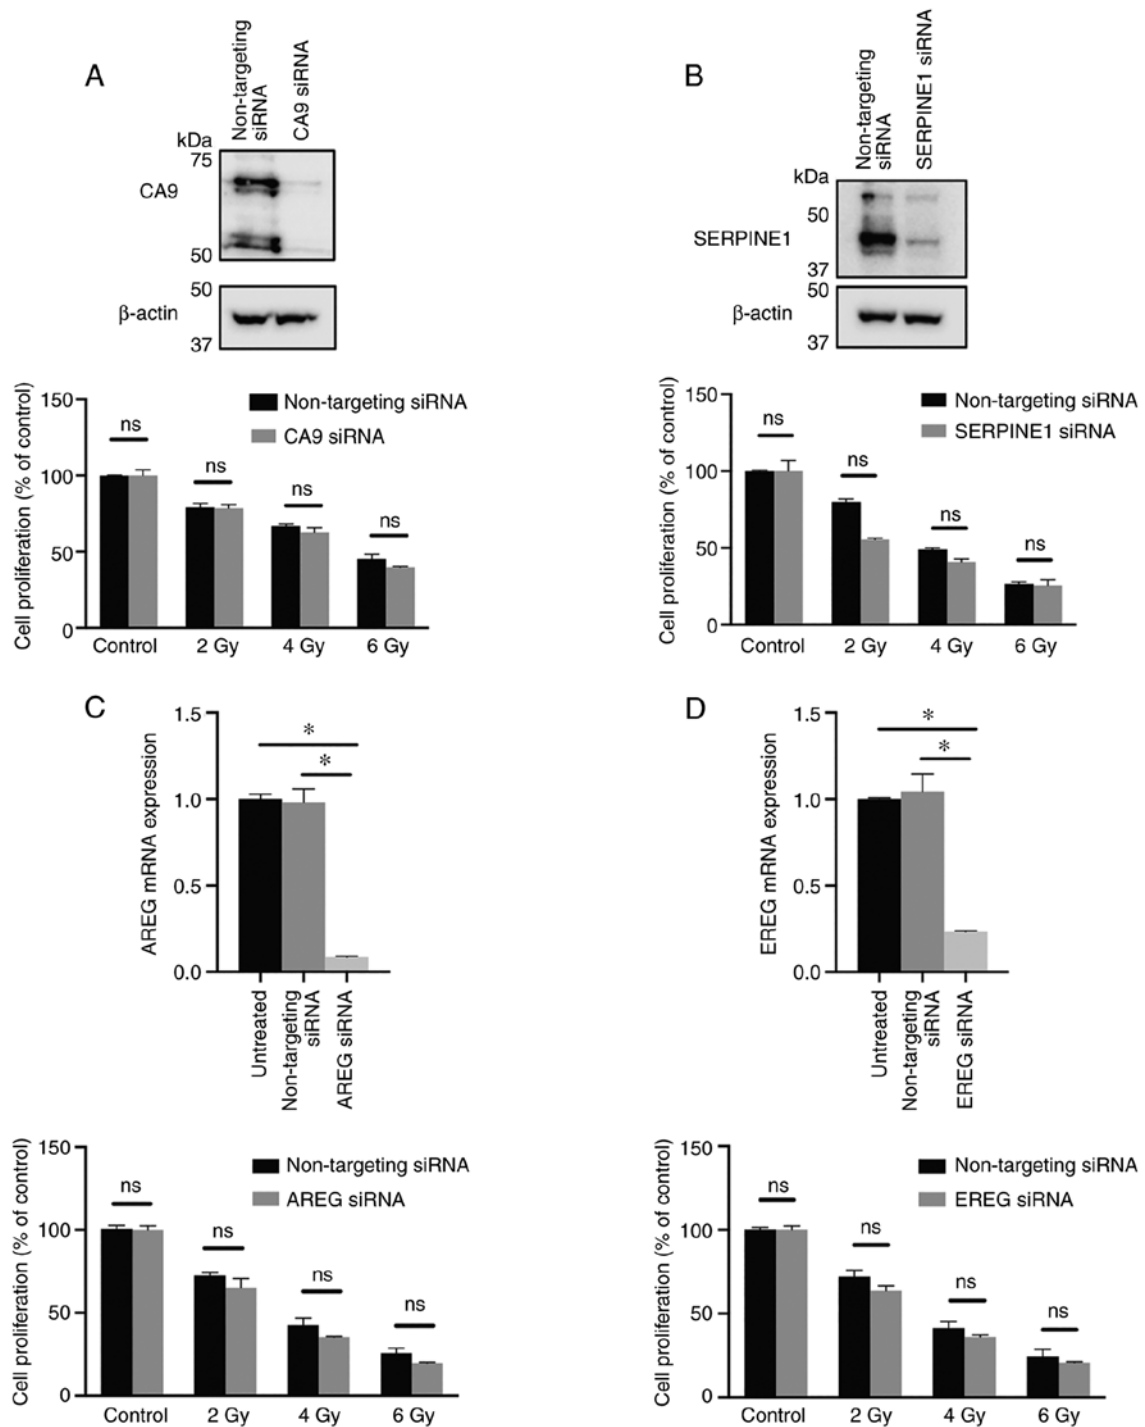 A
Non-targeting
siRNA
CA9 siRNA
kDa
75
CA9
50
50
β-actin
37
Cell proliferation (% of control)
150
100
50
0
Non-targeting siRNA
CA9 siRNA
ns
ns
ns
ns
Control
2 Gy
4 Gy
6 Gy
B
Non-targeting
siRNA
SERPINE1 siRNA
kDa
50
SERPINE1
37
50
β-actin
37
Cell proliferation (% of control)
150
100
50
0
Non-targeting siRNA
SERPINE1 siRNA
ns
ns
ns
ns
Control
2 Gy
4 Gy
6 Gy
C
AREG mRNA expression
1.5
1.0
0.5
0.0
*
*
Untreated
Non-targeting
siRNA
AREG siRNA
Cell proliferation (% of control)
150
100
50
0
Non-targeting siRNA
AREG siRNA
ns
ns
ns
ns
Control
2 Gy
4 Gy
6 Gy
D
EREG mRNA expression
1.5
1.0
0.5
0.0
*
*
Untreated
Non-targeting
siRNA
EREG siRNA
Cell proliferation (% of control)
150
100
50
0
Non-targeting siRNA
EREG siRNA
ns
ns
ns
ns
Control
2 Gy
4 Gy
6 Gy